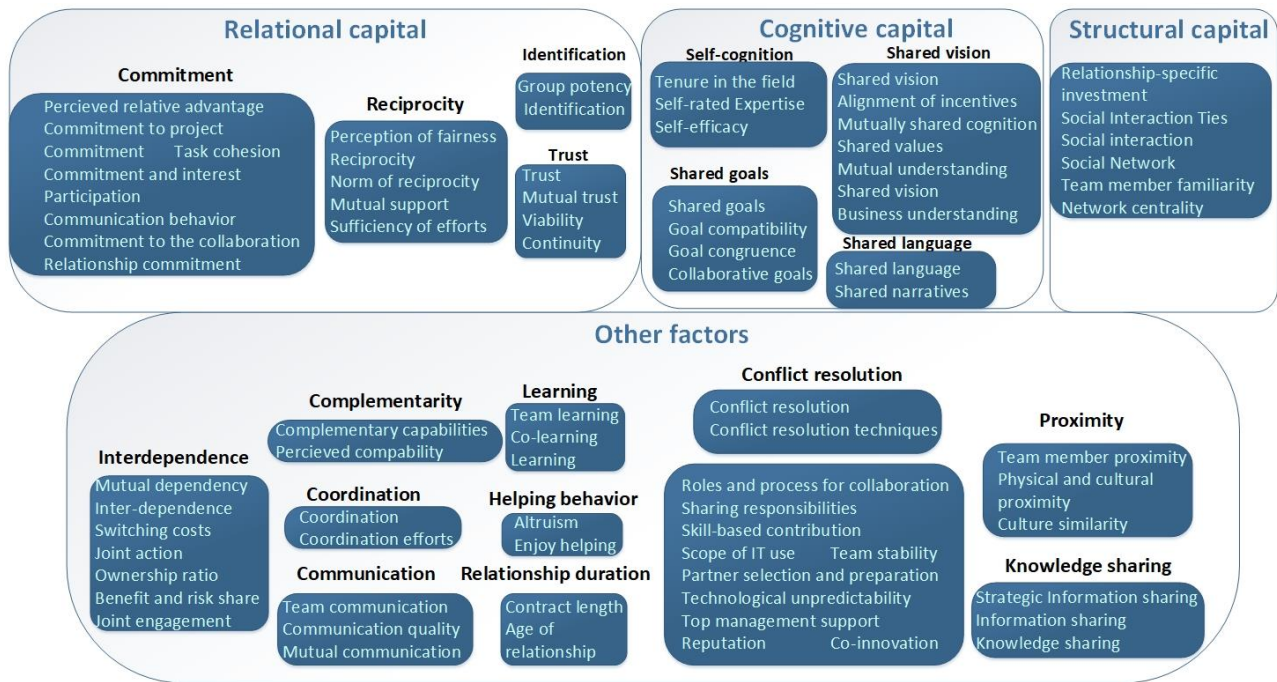 Relational capital
Commitment
Percieved relative advantage
Commitment to project
Commitment Task cohesion
Commitment and interest
Participation
Communication behavior
Commitment to the collaboration
Relationship commitment
Reciprocity
Perception of fairness
Reciprocity
Norm of reciprocity
Mutual support
Sufficiency of efforts
Identification
Group potency
Identification
Trust
Trust
Mutual trust
Viability
Continuity
Cognitive capital
Self-cognition
Tenure in the field
Self-rated Expertise
Self-efficacy
Shared goals
Shared goals
Goal compatibility
Goal congruence
Collaborative goals
Shared vision
Shared vision
Alignment of incentives
Mutually shared cognition
Shared values
Mutual understanding
Shared vision
Business understanding
Shared language
Shared language
Shared narratives
Structural capital
Relationship-specific
investment
Social Interaction Ties
Social interaction
Social Network
Team member familiarity
Network centrality
Other factors
Interdependence
Mutual dependency
Inter-dependence
Switching costs
Joint action
Ownership ratio
Benefit and risk share
Joint engagement
Complementarity
Complementary capabilities
Percieved compability
Coordination
Coordination
Coordination efforts
Communication
Team communication
Communication quality
Mutual communication
Learning
Team learning
Co-learning
Learning
Helping behavior
Altruism
Enjoy helping
Relationship duration
Contract length
Age of
relationship
Conflict resolution
Conflict resolution
Conflict resolution techniques
Roles and process for collaboration
Sharing responsibilities
Skill-based contribution
Scope of IT use Team stability
Partner selection and preparation
Technological unpredictability
Top management support
Reputation Co-innovation
Proximity
Team member proximity
Physical and cultural
proximity
Culture similarity
Knowledge sharing
Strategic Information sharing
Information sharing
Knowledge sharing